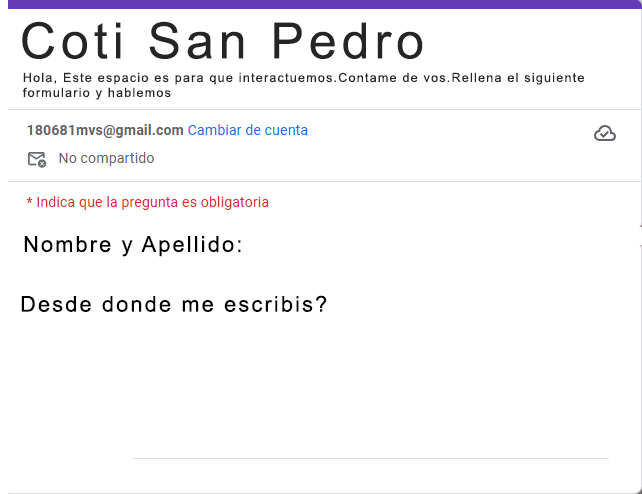 Coti San Pedro
Hola, Este espacio es para que interactuemos.Contame de vos.Rellena el siguiente
formulario y hablemos
180681mvs@gmail.com Cambiar de cuenta
No compartido
* Indica que la pregunta es obligatoria
Nombre y Apellido:
Desde donde me escribis?